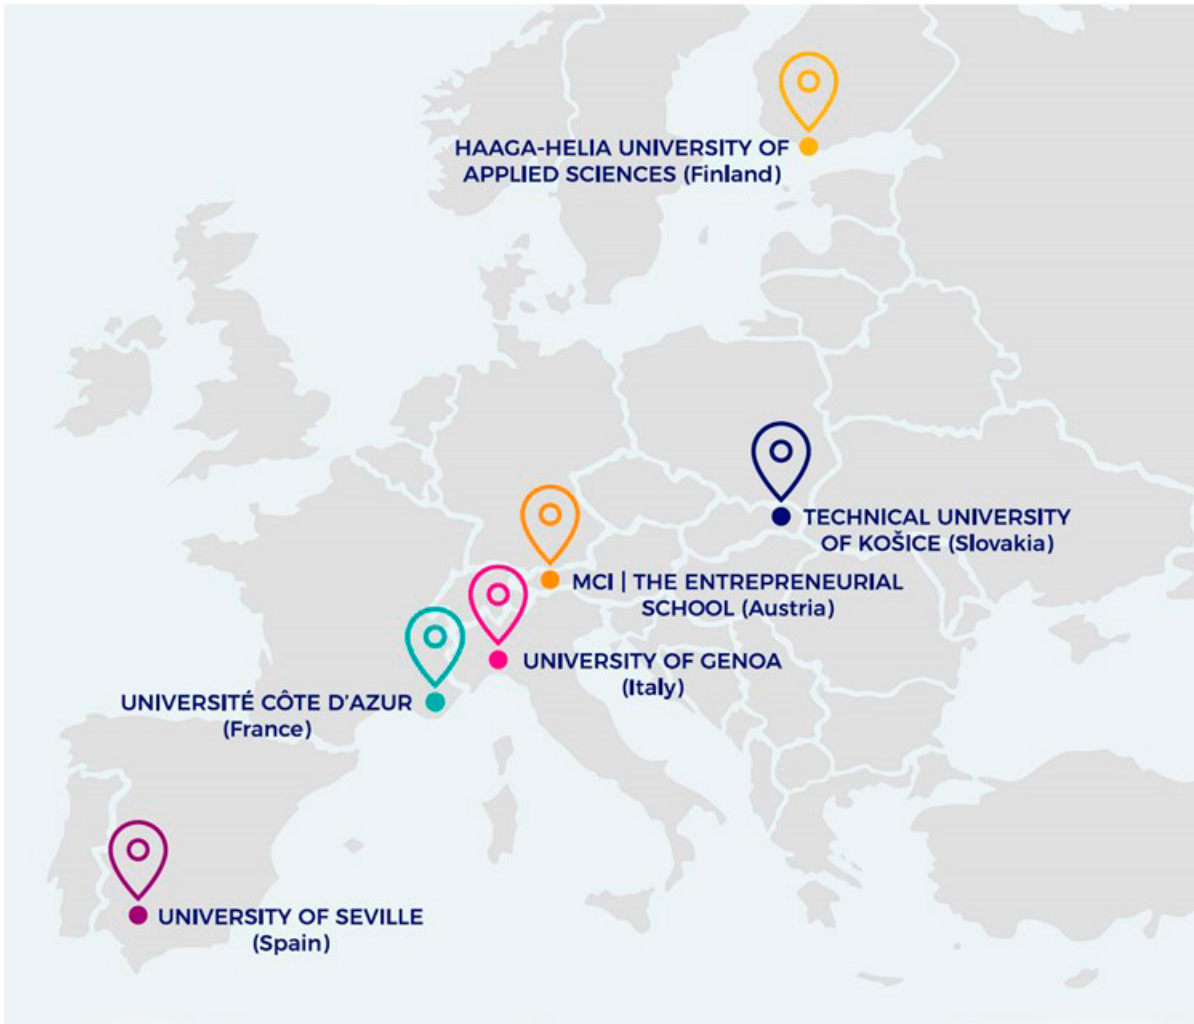 HAAGA-HELIA UNIVERSITY OF
APPLIED SCIENCES (Finland)
TECHNICAL UNIVERSITY
OF KOŠICE (Slovakia)
MCI | THE ENTREPRENEURIAL
SCHOOL (Austria)
UNIVERSITY OF GENOA
(Italy)
UNIVERSITÉ CÔTE D'AZUR
(France)
UNIVERSITY OF SEVILLE
(Spain)